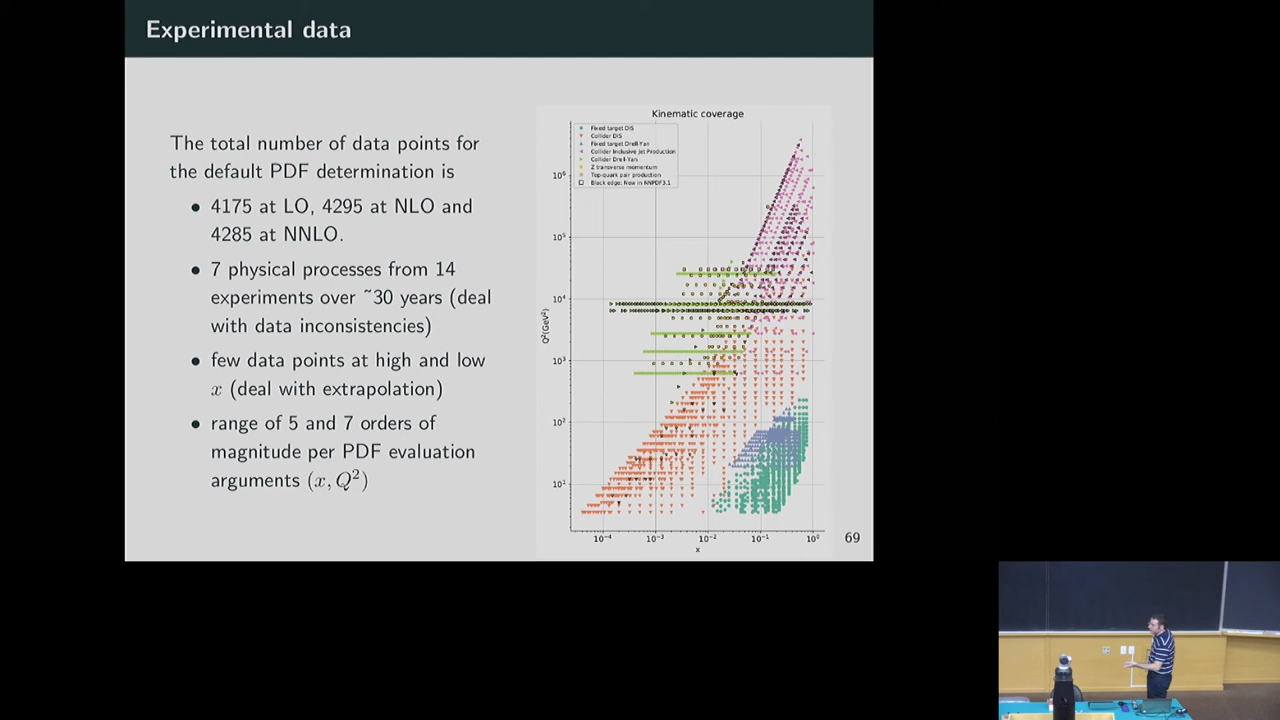 Experimental data
The total number of data points for
the default PDF determination is
• 4175 at LO, 4295 at NLO and
4285 at NNLO.
• 7 physical processes from 14
experiments over ~30 years (deal
with data inconsistencies)
• few data points at high and low
x (deal with extrapolation)
• range of 5 and 7 orders of
magnitude per PDF evaluation
arguments (x, Q²)
Kinematic coverage
Fixed target DIS
Collider DIS
Fixed target Drell-Yan
Collider Inclusive Jet Production
Collider Drell-Yan
Z transverse momentum
Top-quark pair production
Black edge: New in NNPDF3.1
10⁶
10⁵
10⁴
10³
10²
10¹
Q²(GeV²)
10⁻⁴ 10⁻³ 10⁻² 10⁻¹ 10⁰
x
69